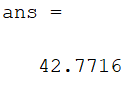 ans =
42.7716